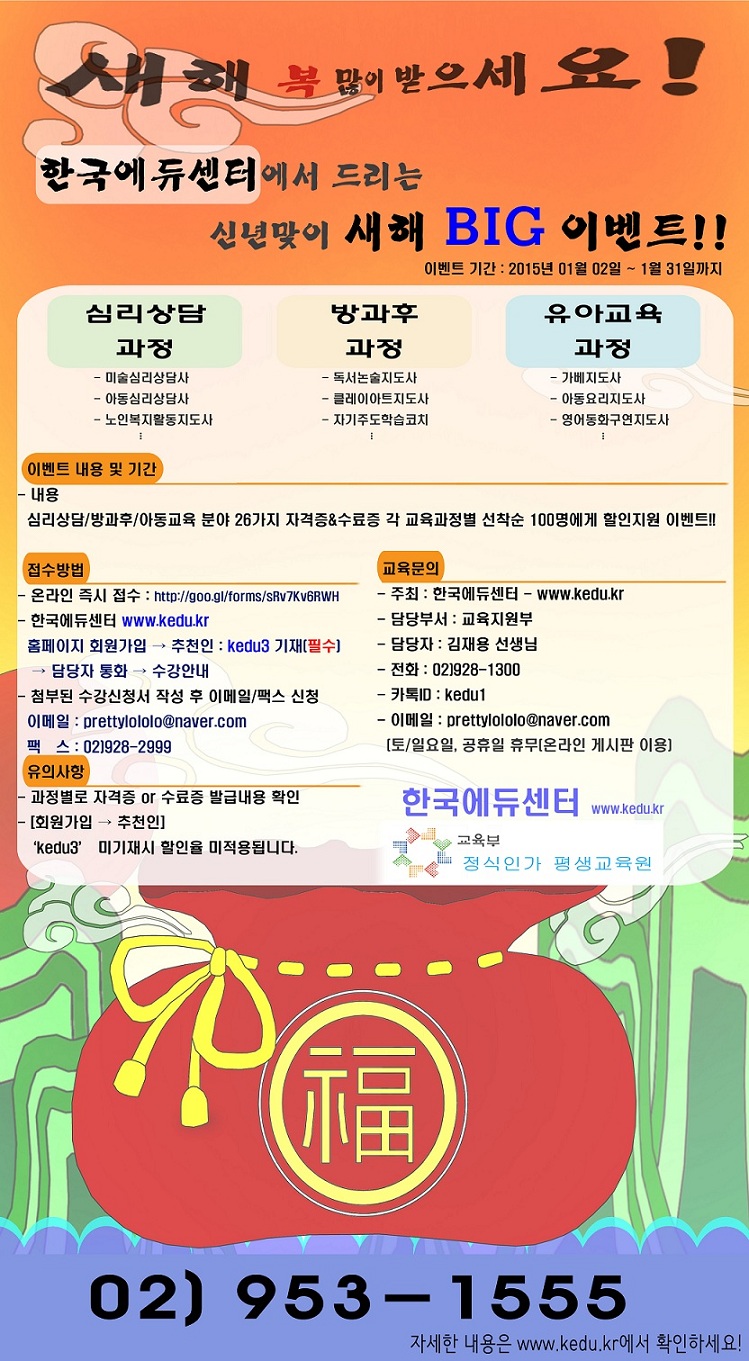 새해 복 많이 받으세요!
한국에듀센터에서 드리는
신년맞이 새해 BIG 이벤트!!
이벤트 기간 : 2015년 01월 02일 ~ 1월 31일까지
심리상담
과정
- 미술심리상담사
- 아동심리상담사
- 노인복지활동지도사
⋮
방과후
과정
- 독서논술지도사
- 클레이아트지도사
- 자기주도학습코치
⋮
유아교육
과정
- 가베지도사
- 아동요리지도사
- 영어동화구연지도사
⋮
이벤트 내용 및 기간
- 내용
심리상담/방과후/아동교육 분야 26가지 자격증&수료증 각 교육과정별 선착순 100명에게 할인지원 이벤트!!
접수방법
- 온라인 즉시 접수 : http://goo.gl/forms/sRv7Kv6RWH
- 한국에듀센터 www.kedu.kr
홈페이지 회원가입 → 추천인 : kedu3 기재(필수)
→ 담당자 통화 → 수강안내
- 첨부된 수강신청서 작성 후 이메일/팩스 신청
이메일 : prettylololo@naver.com
팩 스 : 02)928-2999
유의사항
- 과정별로 자격증 or 수료증 발급내용 확인
- [회원가입 → 추천인]
‘kedu3’ 미기재시 할인율 미적용됩니다.
교육문의
- 주최 : 한국에듀센터 - www.kedu.kr
- 담당부서 : 교육지원부
- 담당자 : 김재용 선생님
- 전화 : 02)928-1300
- 카톡ID : kedu1
- 이메일 : prettylololo@naver.com
(토/일요일, 공휴일 휴무(온라인 게시판 이용)
한국에듀센터 www.kedu.kr
교육부
정식인가 평생교육원
福
02) 953-1555
자세한 내용은 www.kedu.kr에서 확인하세요!